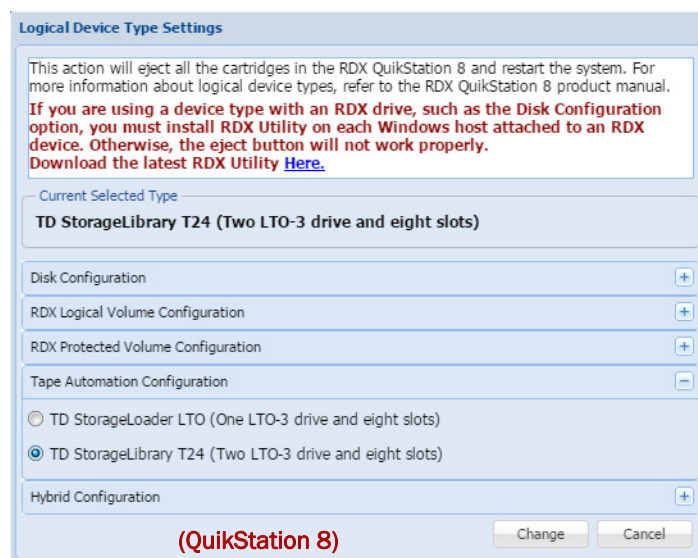 Logical Device Type Settings
This action will eject all the cartridges in the RDX QuikStation 8 and restart the system. For
more information about logical device types, refer to the RDX QuikStation 8 product manual.
If you are using a device type with an RDX drive, such as the Disk Configuration
option, you must install RDX Utility on each Windows host attached to an RDX
device. Otherwise, the eject button will not work properly.
Download the latest RDX Utility Here.
Current Selected Type
TD StorageLibrary T24 (Two LTO-3 drive and eight slots)
Disk Configuration
RDX Logical Volume Configuration
RDX Protected Volume Configuration
Tape Automation Configuration
TD StorageLoader LTO (One LTO-3 drive and eight slots)
TD StorageLibrary T24 (Two LTO-3 drive and eight slots)
Hybrid Configuration
(QuikStation 8)
Change Cancel